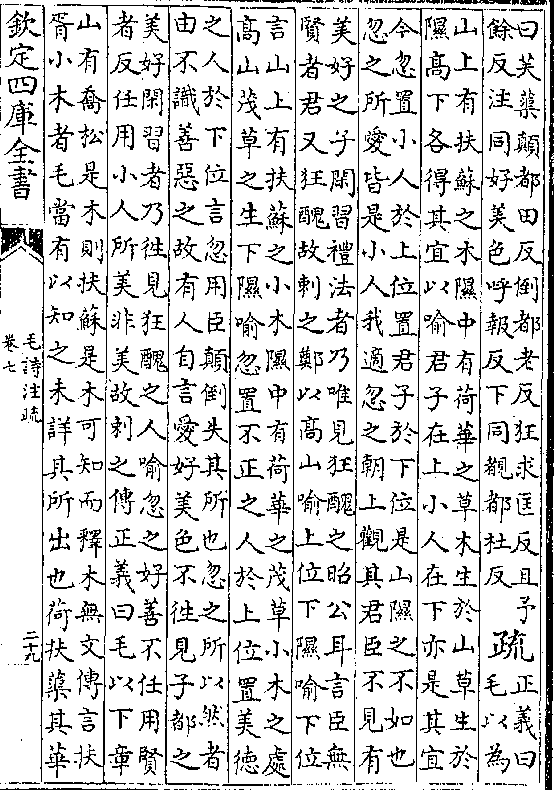 曰芙蕖顛都田反倒都老反狂求匡反且予
餘反注同好美色呼報反下同覩都杜反
疏
正義曰
毛以為
山上有扶蘇之木隰中有荷華之草木生於山草生於
隰高下各得其宜以喻君子在上小人在下亦是其宜
今忽置小人於上位置君子於下位是山隰之不如也
忽之所愛皆是小人我適忽之朝上觀其君臣不見有
美好之子閑習禮法者乃唯見狂醜之昭公耳言臣無
賢者君又狂醜故刺之鄭以高山喻上位下隰喻下位
言山上有扶蘇之小木隰中有荷華之茂草小木之處
高山茂草之生下隰喻忽置不正之人於上位置美德
之人於下位言忽用臣顛倒失其所也忽之所以然者
由不識善惡之故有人自言愛好美色不徃見子都之
美好閑習者乃徃見狂醜之人喻忽之好善不任用賢
者反任用小人所美非美故刺之傳正義曰毛以下章
山有喬松是木則扶蘇是木可知而釋木無文傳言扶
胥小木者毛當有以知之未詳其所出也荷扶蕖其華
欽定四庫全書
毛詩注疏
卷七
二十九